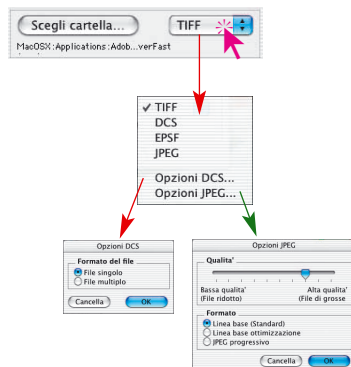 Scegli cartella... TIFF
MacOSX:Applications:Adob...verFast
✓ TIFF
DCS
EPSF
JPEG
Opzioni DCS...
Opzioni JPEG...
Opzioni DCS
Formato del file
File singolo
File multiplo
Cancella OK
Opzioni JPEG
Qualita'
Bassa qualita' Alta qualita'
(File ridotto) (File di grosse
Formato
Linea base (Standard)
Linea base ottimizzazione
JPEG progressivo
Cancella OK